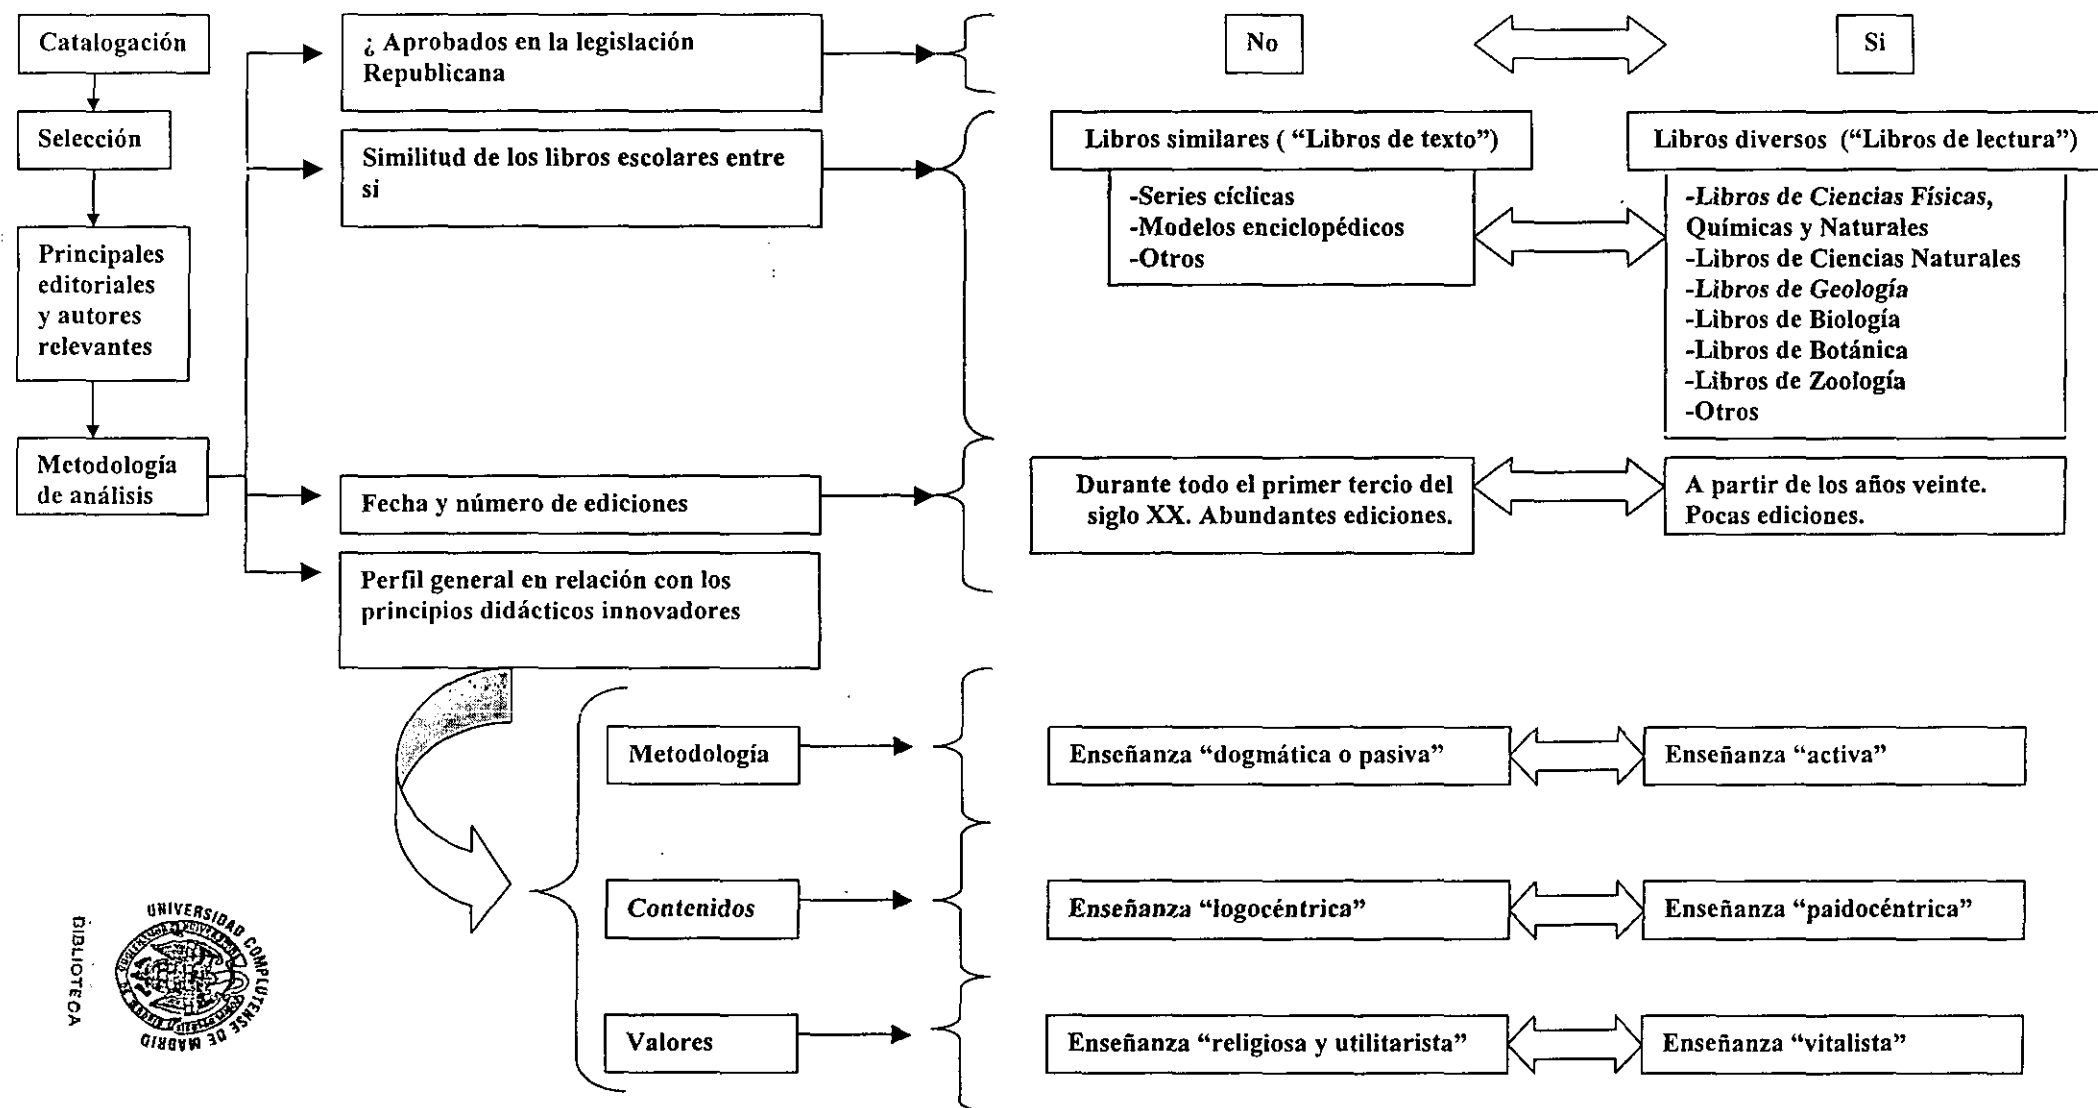 Catalogación
Selección
Principales
editoriales
y autores
relevantes
Metodología
de análisis
¿ Aprobados en la legislación
Republicana
Similitud de los libros escolares entre
si
Fecha y número de ediciones
Perfil general en relación con los
principios didácticos innovadores
No
Si
Libros similares ( “Libros de texto”)
-Series cíclicas
-Modelos enciclopédicos
-Otros
Libros diversos (“Libros de lectura”)
-Libros de Ciencias Físicas,
Químicas y Naturales
-Libros de Ciencias Naturales
-Libros de Geología
-Libros de Biología
-Libros de Botánica
-Libros de Zoología
-Otros
Durante todo el primer tercio del
siglo XX. Abundantes ediciones.
A partir de los años veinte.
Pocas ediciones.
Metodología
Enseñanza “dogmática o pasiva”
Enseñanza “activa”
Contenidos
Enseñanza “logocéntrica”
Enseñanza “paidocéntrica”
Valores
Enseñanza “religiosa y utilitarista”
Enseñanza “vitalista”
UNIVERSIDAD COMPLUTENSE DE MADRID
BIBLIOTECA